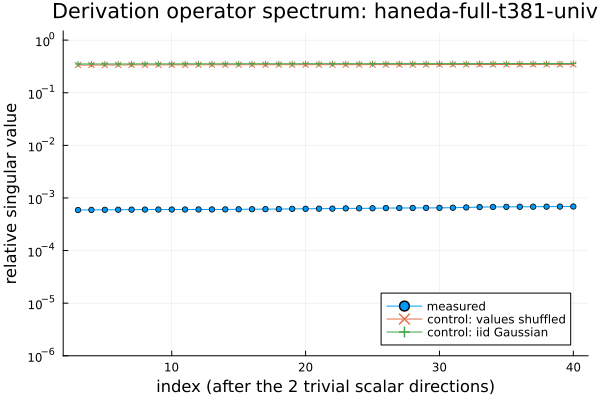 Derivation operator spectrum: haneda-full-t381-univ
10⁰
10⁻¹
10⁻²
10⁻³
10⁻⁴
10⁻⁵
10⁻⁶
relative singular value
measured
control: values shuffled
control: iid Gaussian
10 20 30 40
index (after the 2 trivial scalar directions)